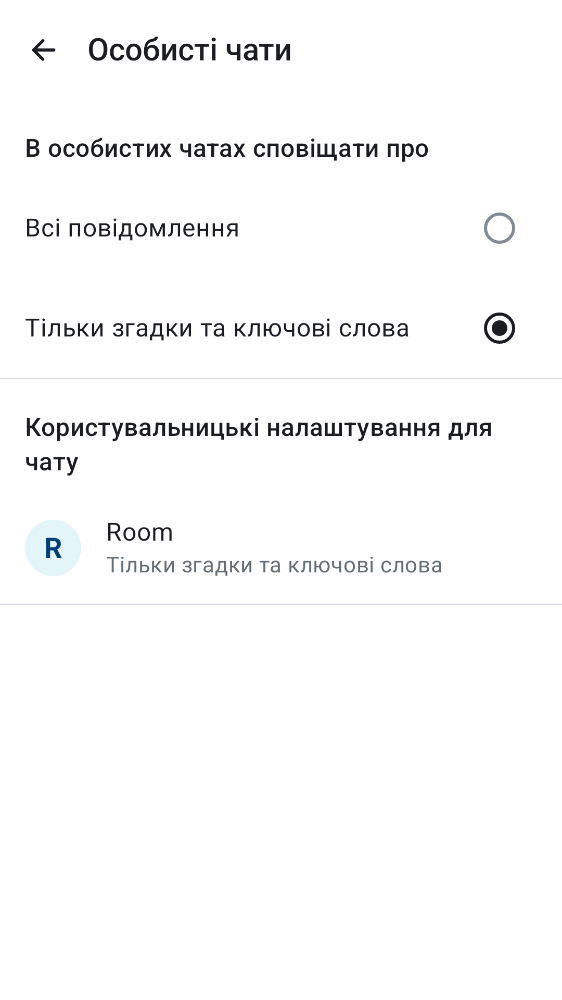 Особисті чати
В особистих чатах сповіщати про
Всі повідомлення
Тільки згадки та ключові слова
Користувальницькі налаштування для
чату
R
Room
Тільки згадки та ключові слова